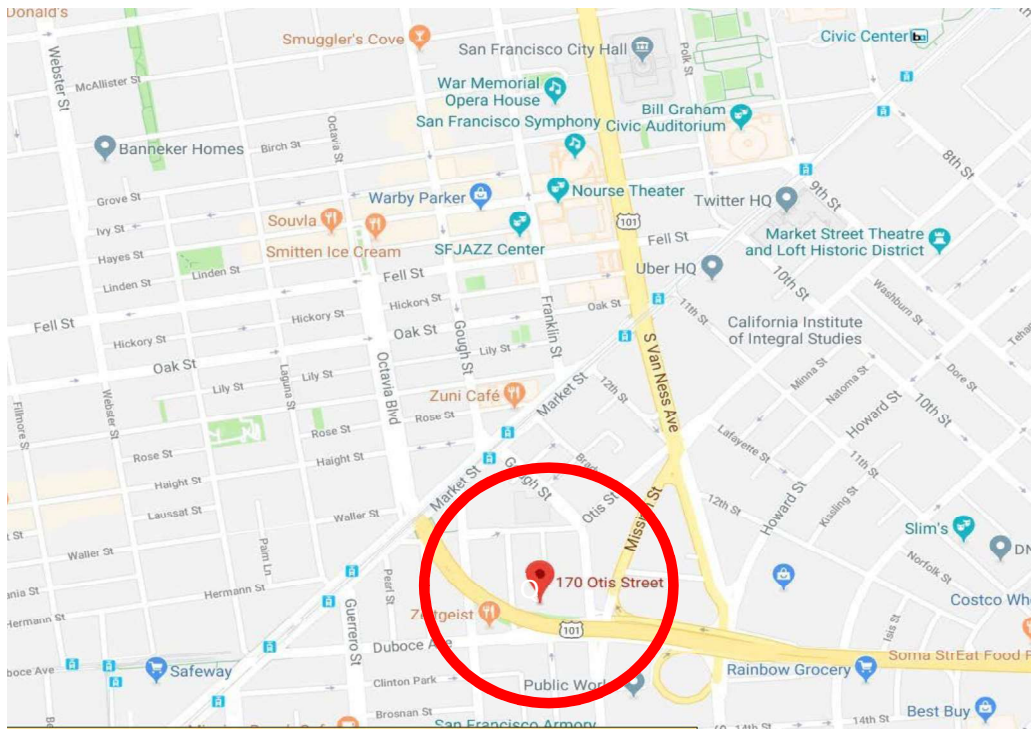 Donald's
Webster St
McAllister St
Smuggler's Cove
San Francisco City Hall
Polk St
Civic Center
War Memorial
Opera House
Bill Graham
Civic Auditorium
San Francisco Symphony
8th St
Banneker Homes
Birch St
Octavia St
Grove St
Warby Parker
Nourse Theater
Twitter HQ
9th St
Ivy St
Souvla
101
Market Street Theatre
and Loft Historic District
Hayes St
Smitten Ice Cream
SFJAZZ Center
Fell St
Linden St
Linden St
Fell St
Uber HQ
10th St
Washburn St
Hickory St
Franklin St
Oak St
11th St
Fell St
Hickory St
Oak St
Gough St
California Institute
of Integral Studies
Hickory St
Lily St
S Van Ness Ave
Oak St
Octavia Blvd
Minna St
Natoma St
Dore St
Lily St
Laguna St
Lily St
Zuni Café
Market St
12th St
Howard St
10th St
Fillmore St
Webster St
Rose St
Rose St
Lafayette St
11th St
Rose St
Haight St
Market St
Gough St
Haight St
Otis St
Mission St
12th St
Howard St
Kissling St
Laussat St
Waller St
Slim's
Waller St
Palm Ln
Pearl St
Norfolk St
Hermann St
170 Otis Street
Costco
Hermann St
Guerrero St
Zeitgeist
101
Isis St
Duboce Ave
Soma StrEat Food
Safeway
Public Works
Rainbow Grocery
Clinton Park
Best Buy
Brosnan St
San Francisco Armory
14th St
14th St